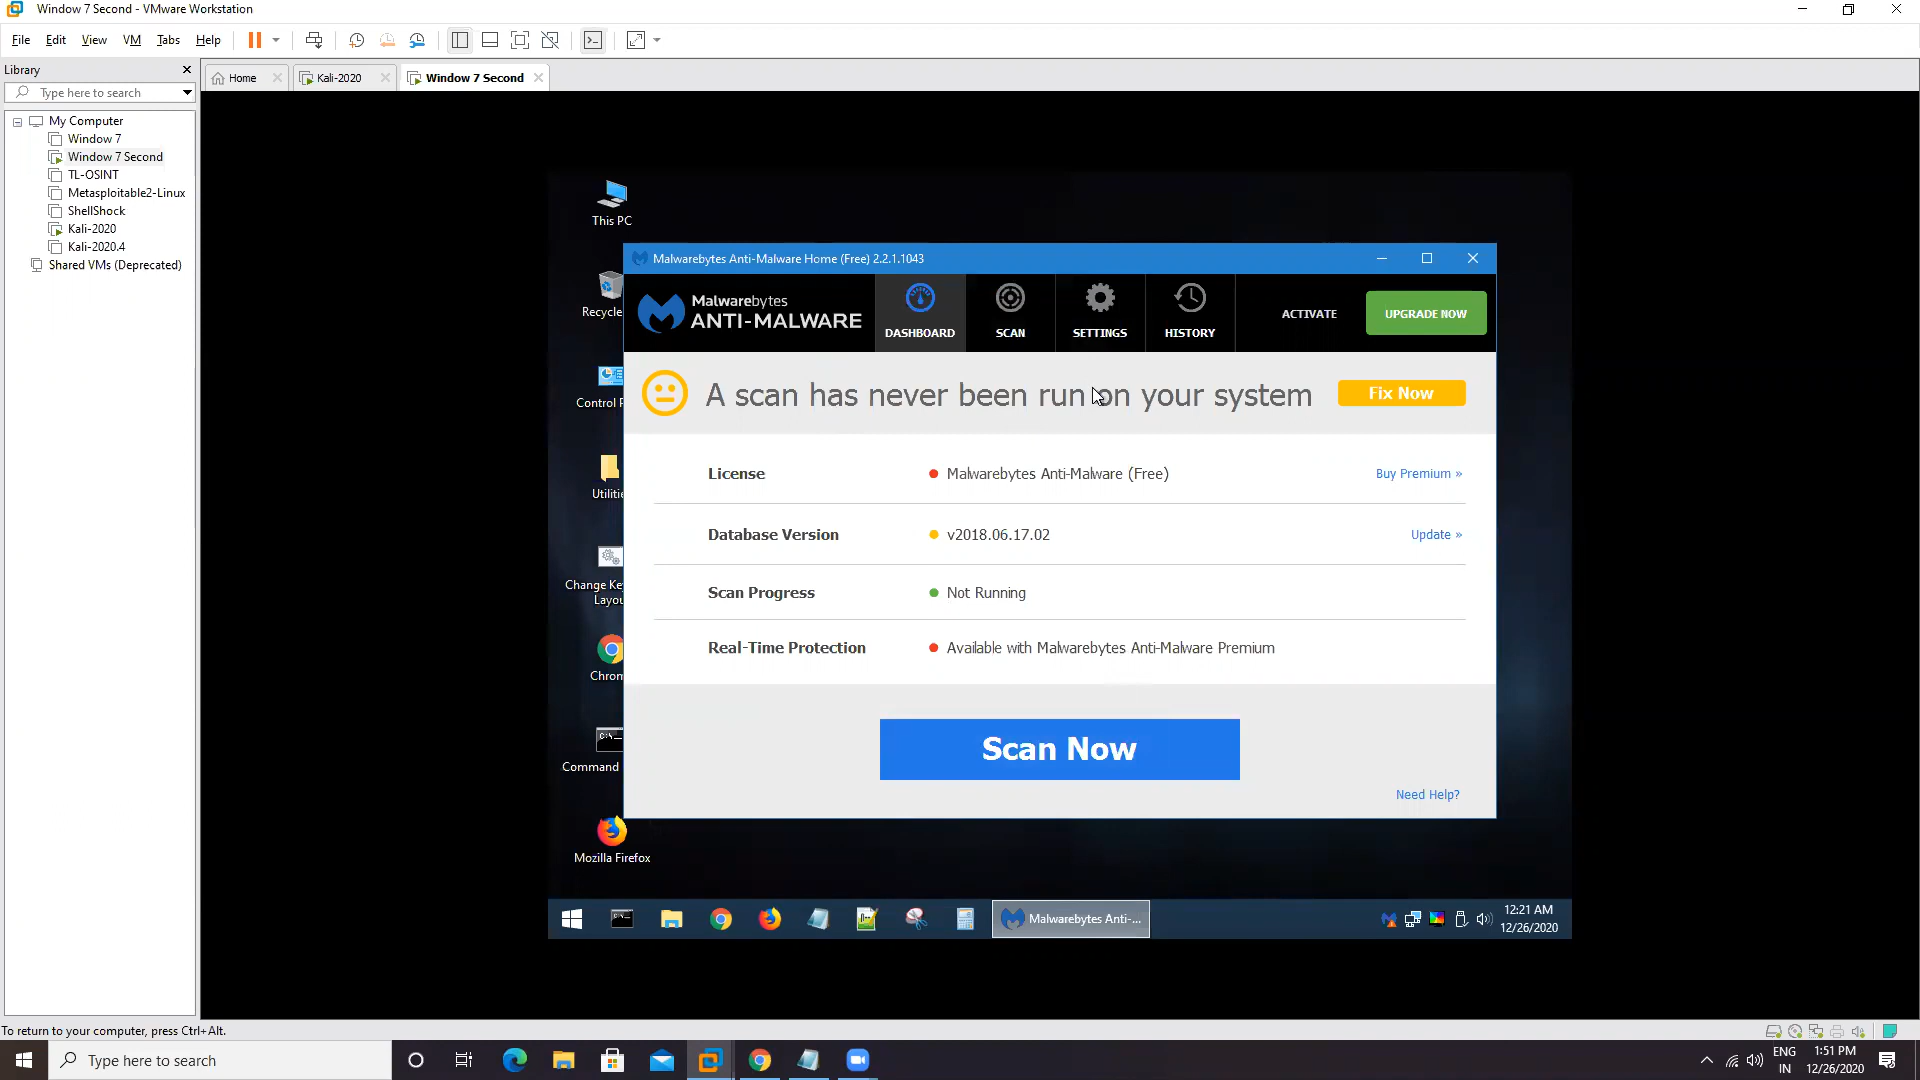 Window 7 Second - VMware Workstation
File Edit View VM Tabs Help
Library
Type here to search
My Computer
Window 7
Window 7 Second
TL-OSINT
Metasploitable2-Linux
ShellShock
Kali-2020
Kali-2020.4
Shared VMs (Deprecated)
Home
Kali-2020
Window 7 Second
This PC
Recycle
Control P
Utilitie
Change Key
Layou
Chrom
Command
Mozilla Firefox
Malwarebytes Anti-Malware Home (Free) 2.2.1.1043
Malwarebytes
ANTI-MALWARE
DASHBOARD
SCAN
SETTINGS
HISTORY
ACTIVATE
UPGRADE NOW
A scan has never been run on your system
Fix Now
License Malwarebytes Anti-Malware (Free) Buy Premium »
Database Version v2018.06.17.02 Update »
Scan Progress Not Running
Real-Time Protection Available with Malwarebytes Anti-Malware Premium
Scan Now
Need Help?
Malwarebytes Anti-...
12:21 AM
12/26/2020
To return to your computer, press Ctrl+Alt.
Type here to search
ENG
IN
1:51 PM
12/26/2020